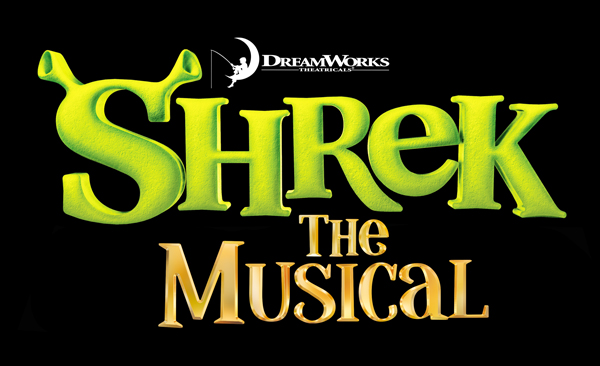 DREAMWORKS
THEATRICALS
SHREK
THE
MUSICAL